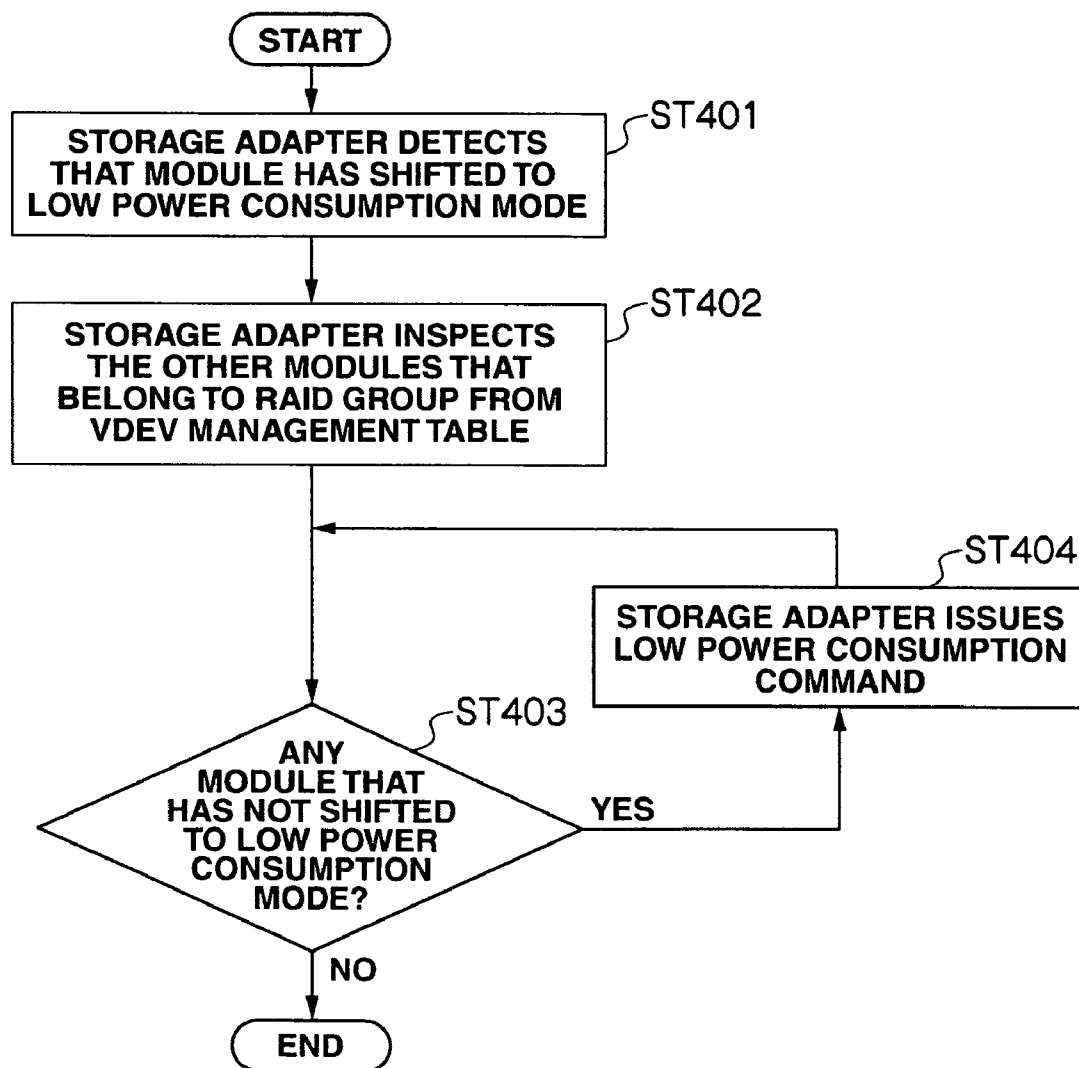 START
ST401
STORAGE ADAPTER DETECTS
THAT MODULE HAS SHIFTED TO
LOW POWER CONSUMPTION MODE
ST402
STORAGE ADAPTER INSPECTS
THE OTHER MODULES THAT
BELONG TO RAID GROUP FROM
VDEV MANAGEMENT TABLE
ST404
STORAGE ADAPTER ISSUES
LOW POWER CONSUMPTION
COMMAND
ST403
ANY
MODULE THAT
HAS NOT SHIFTED
TO LOW POWER
CONSUMPTION
MODE?
YES
NO
END